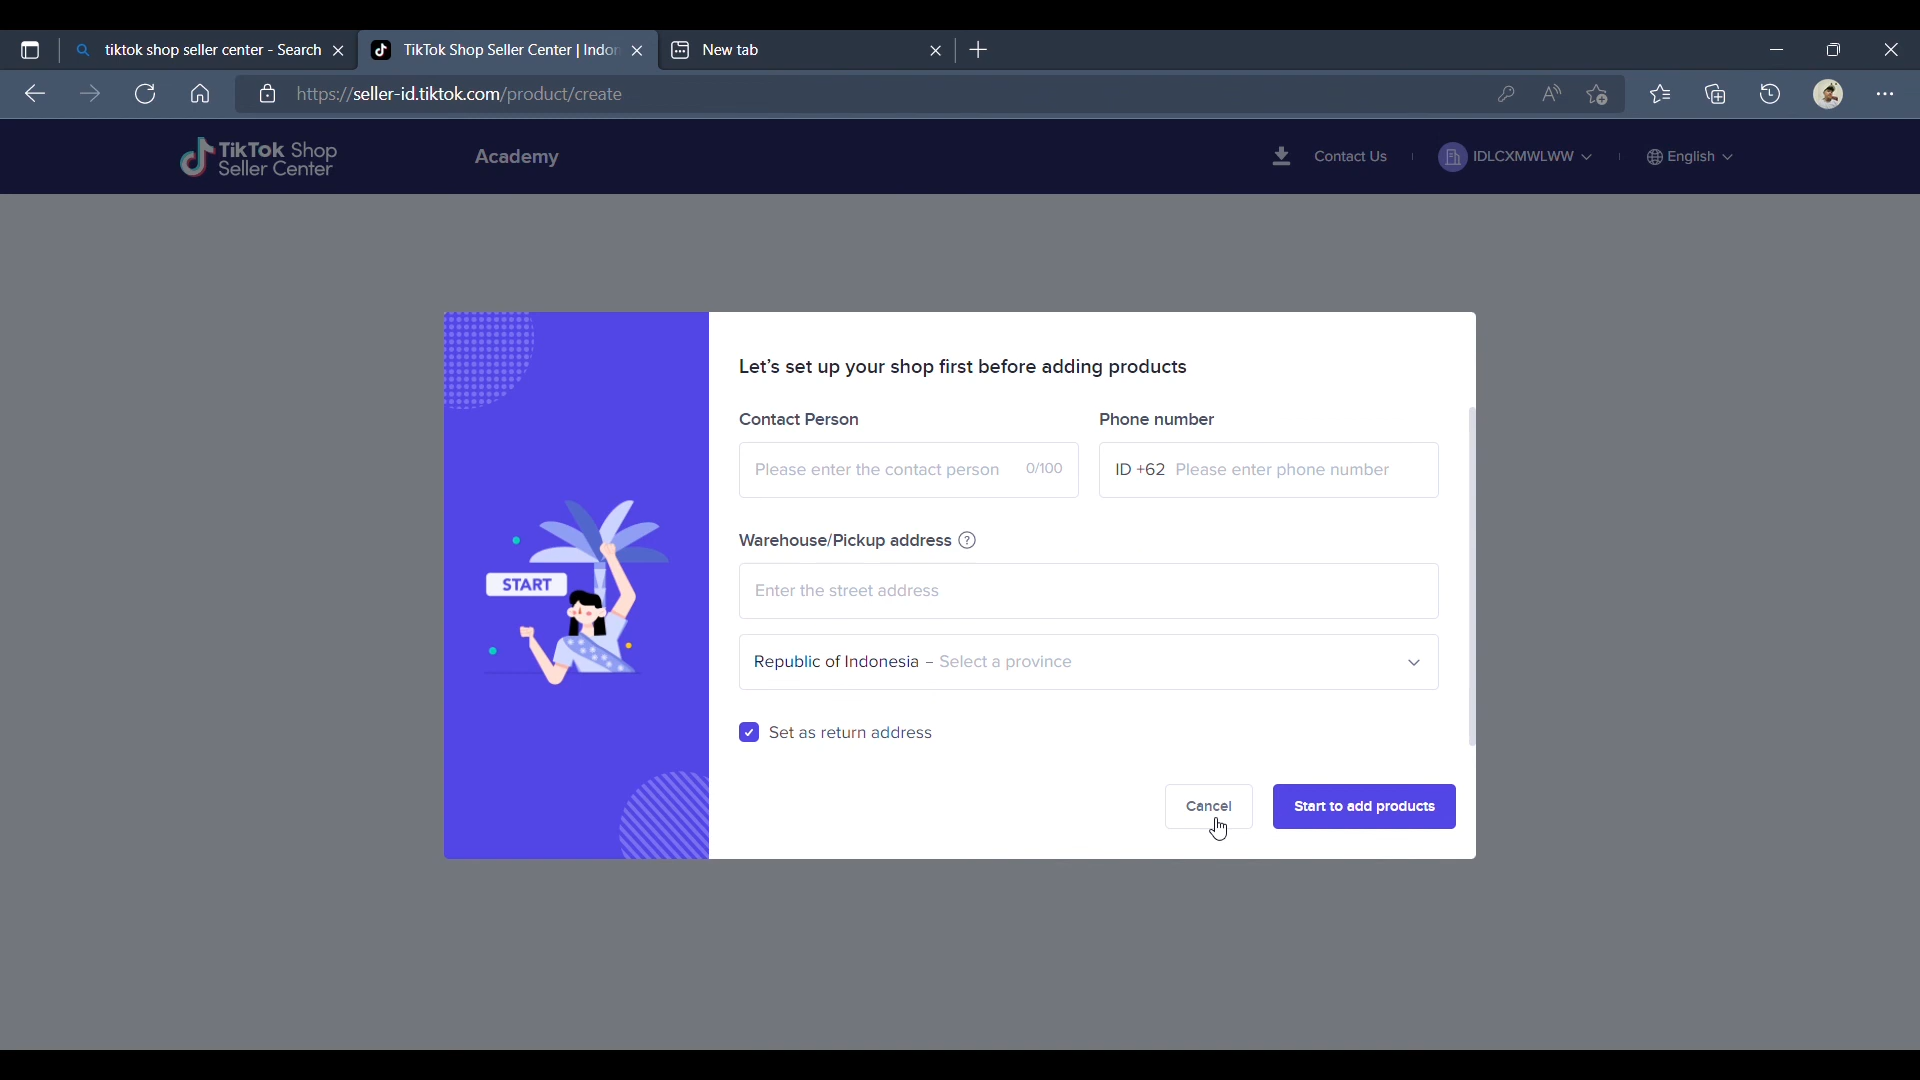 tiktok shop seller center - Search
TikTok Shop Seller Center | Indon
New tab
https://seller-id.tiktok.com/product/create
TikTok Shop
Seller Center
Academy
Contact Us
IDLCXMWLWW
English
Let's set up your shop first before adding products
Contact Person
Phone number
Please enter the contact person 0/100
ID +62 Please enter phone number
Warehouse/Pickup address ?
Enter the street address
START
Republic of Indonesia – Select a province
Set as return address
Cancel
Start to add products